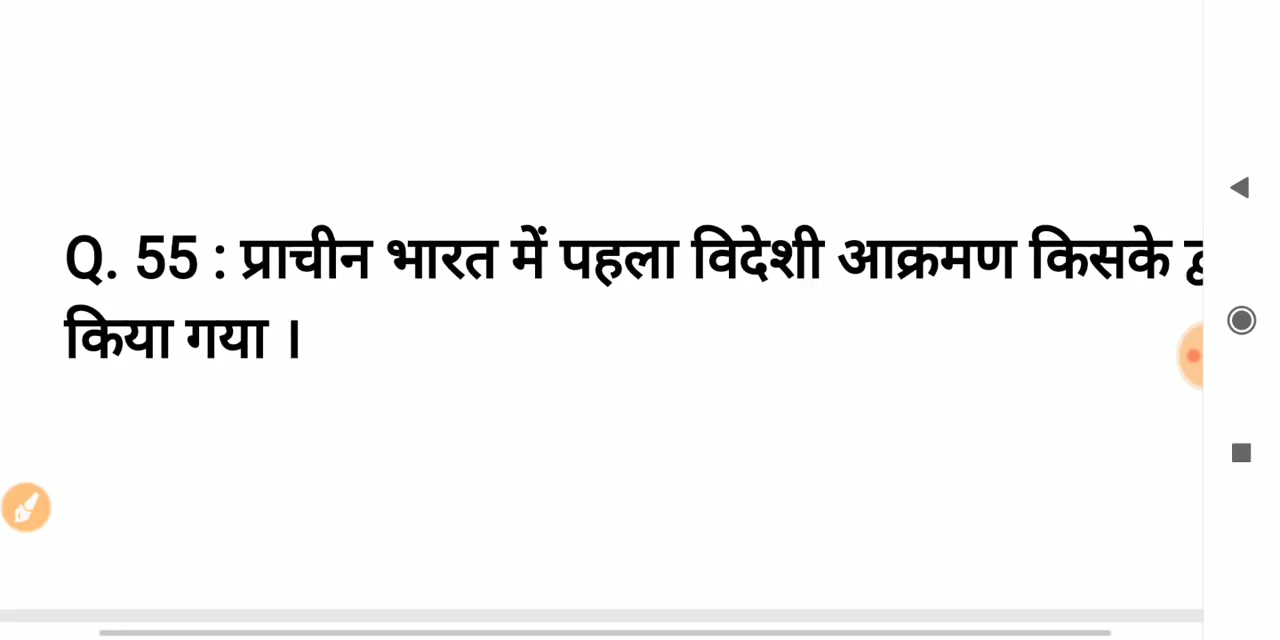 Q. 55 : प्राचीन भारत में पहला विदेशी आक्रमण किसके
किया गया ।